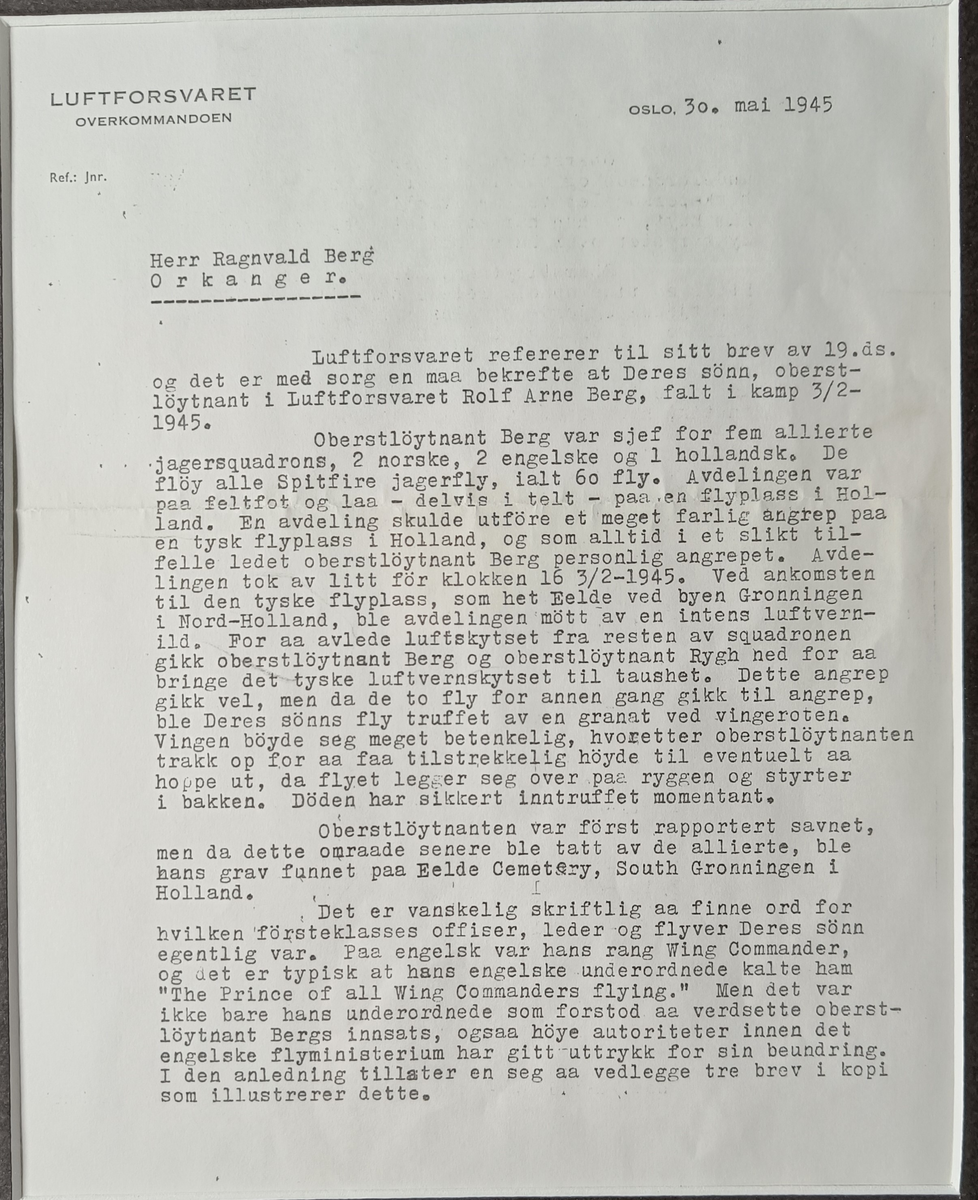 LUFTFORSVARET
OVERKOMMANDOEN
OSLO, 3o. mai 1945
Ref.: Jnr.
Herr Ragnvald Berg
O r k a n g e r.
Luftforsvaret refererer til sitt brev av 19.ds.
og det er med sorg en maa bekrefte at Deres sönn, oberst-
löytnant i Luftforsvaret Rolf Arne Berg, falt i kamp 3/2-
1945.
Oberstlöytnant Berg var sjef for fem allierte
jagersquadrons, 2 norske, 2 engelske og 1 hollandsk. De
flöy alle Spitfire jagerfly, ialt 6o fly. Avdelingen var
paa feltfot og laa - delvis i telt - paa en flyplass i Hol-
land. En avdeling skulde utföre et meget farlig angrep paa
en tysk flyplass i Holland, og som alltid i et slikt til-
felle ledet oberstlöytnant Berg personlig angrepet. Avde-
lingen tok av litt för klokken 16 3/2-1945. Ved ankomsten
til den tyske flyplass, som het Eelde ved byen Gronningen
i Nord-Holland, ble avdelingen mött av en intens luftvern-
ild. For aa avlede luftskytset fra resten av squadronen
gikk oberstlöytnant Berg og oberstlöytnant Rygh ned for aa
bringe det tyske luftvernskytset til taushet. Dette angrep
gikk vel, men da de to fly for annen gang gikk til angrep,
ble Deres sönns fly truffet av en granat ved vingeroten.
Vingen böyde seg meget betenkelig, hvoretter oberstlöytnanten
trakk op for aa faa tilstrekkelig höyde til eventuelt aa
hoppe ut, da flyet legger seg over paa ryggen og styrter
i bakken. Döden har sikkert inntruffet momentant.
Oberstlöytnanten var först rapportert savnet,
men da dette omraade senere ble tatt av de allierte, ble
hans grav funnet paa Eelde Cemetery, South Gronningen i
Holland.
Det er vanskelig skriftlig aa finne ord for
hvilken försteklasses offiser, leder og flyver Deres sönn
egentlig var. Paa engelsk var hans rang Wing Commander,
og det er typisk at hans engelske underordnede kalte ham
"The Prince of all Wing Commanders flying." Men det var
ikke bare hans underordnede som forstod aa verdsette oberst-
löytnant Bergs innsats, ogsaa höye autoriteter innen det
engelske flyministerium har gitt uttrykk for sin beundring.
I den anledning tillater en seg aa vedlegge tre brev i kopi
som illustrerer dette.